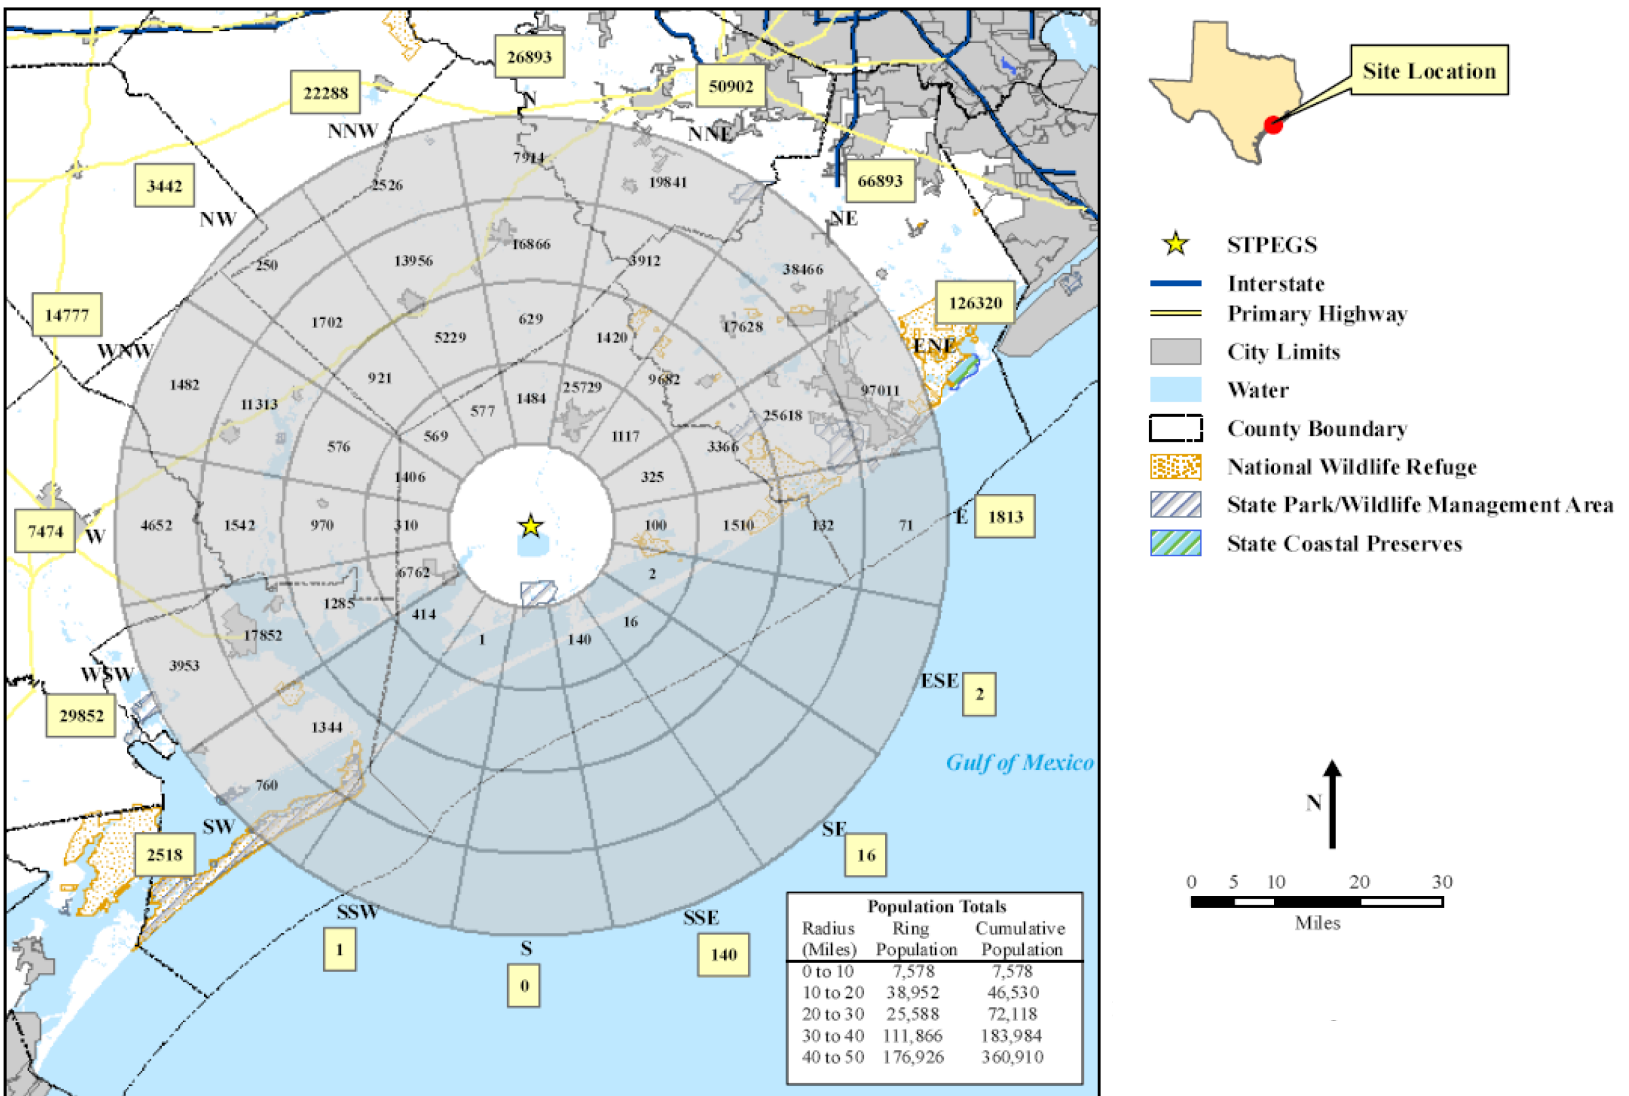 26893
N
22288
NNW
50902
NNE
3442
NW
66893
NE
7914
2526
19841
250
13956
16866
3912
38466
14777
WNW
126320
ENE
1702
5229
629
1420
17628
1482
11313
921
577
1484
25729
9682
97011
576
569
1117
3366
25618
1406
325
7474
W
4652
1542
970
310
100
1510
132
71
E
1813
6762
2
1285
414
1
140
16
17852
3953
WSW
29852
ESE
2
1344
760
Gulf of Mexico
SW
2518
SE
16
SSW
1
S
0
SSE
140
Population Totals
Radius (Miles) Ring Population Cumulative Population
0 to 10 7,578 7,578
10 to 20 38,952 46,530
20 to 30 25,588 72,118
30 to 40 111,866 183,984
40 to 50 176,926 360,910
Site Location
STPEGS
Interstate
Primary Highway
City Limits
Water
County Boundary
National Wildlife Refuge
State Park/Wildlife Management Area
State Coastal Preserves
N
0 5 10 20 30
Miles